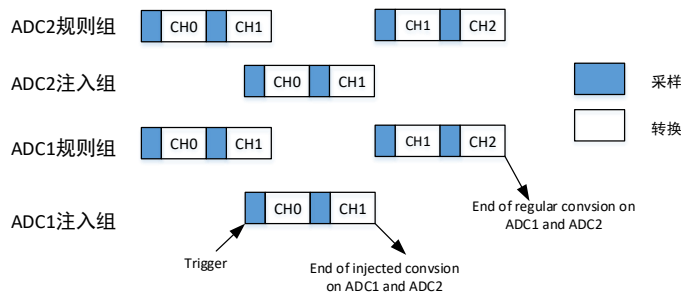 ADC2规则组 CH0 CH1 CH1 CH2
ADC2注入组 CH0 CH1 采样
ADC1规则组 CH0 CH1 CH1 CH2 转换
ADC1注入组 CH0 CH1
End of regular convsion on
ADC1 and ADC2
Trigger
End of injected convsion
on ADC1 and ADC2